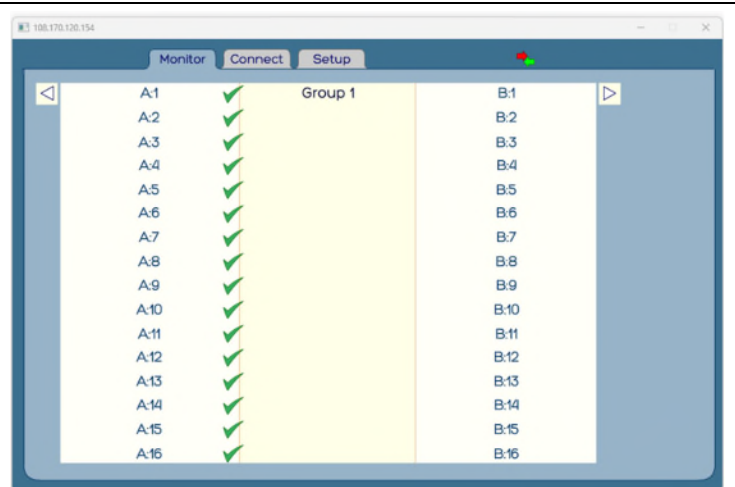 108.170.120.154
Monitor Connect Setup
A:1 Group 1 B:1
A:2 B:2
A:3 B:3
A:4 B:4
A:5 B:5
A:6 B:6
A:7 B:7
A:8 B:8
A:9 B:9
A:10 B:10
A:11 B:11
A:12 B:12
A:13 B:13
A:14 B:14
A:15 B:15
A:16 B:16